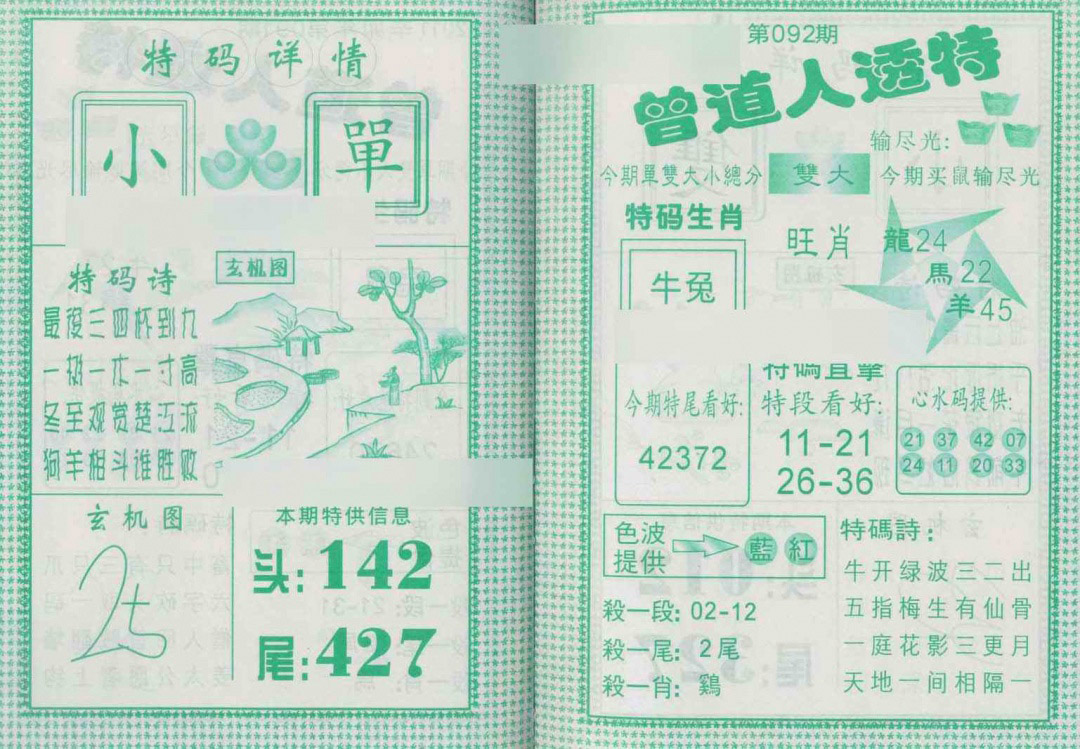 特码详情
小
單
特码诗
玄机图
最後三四杯到九
一树一木一寸高
冬至观赏楚江流
狗羊相斗谁胜败
玄机图
本期特供信息
头:142
尾:427
第092期
曾道人透特
输尽光:
今期單雙大小總分
雙大
今期买鼠输尽光
特码生肖
牛兔
旺肖
龍24
馬22
羊45
今期特尾看好:
42372
特段看好:
11-21
26-36
心水码提供:
21 37 42 07
24 11 20 33
色波
提供
藍 紅
殺一段: 02-12
殺一尾: 2尾
殺一肖: 鷄
特碼詩:
牛开绿波三二出
五指梅生有仙骨
一庭花影三更月
天地一间相隔一